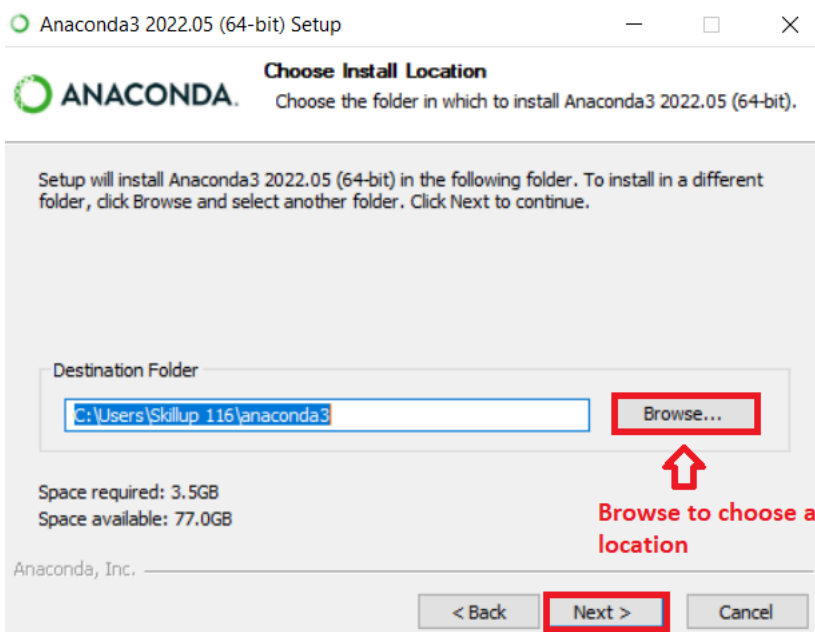 Anaconda3 2022.05 (64-bit) Setup
ANACONDA.
Choose Install Location
Choose the folder in which to install Anaconda3 2022.05 (64-bit).
Setup will install Anaconda3 2022.05 (64-bit) in the following folder. To install in a different
folder, click Browse and select another folder. Click Next to continue.
Destination Folder
C:\Users\Skillup 116\anaconda3
Browse...
Space required: 3.5GB
Space available: 77.0GB
Browse to choose a
location
Anaconda, Inc.
< Back
Next >
Cancel